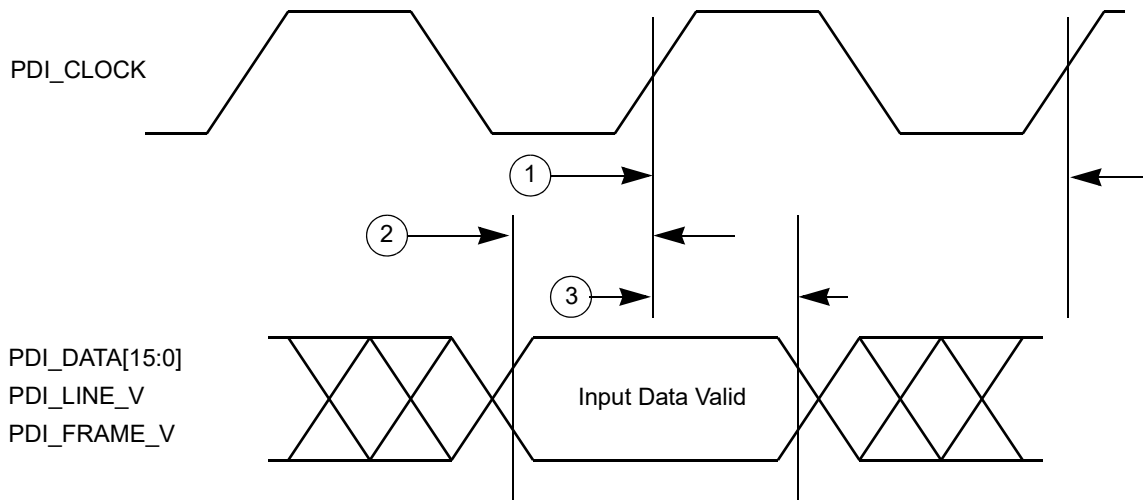 PDI_CLOCK
1
2
3
PDI_DATA[15:0]
PDI_LINE_V
Input Data Valid
PDI_FRAME_V